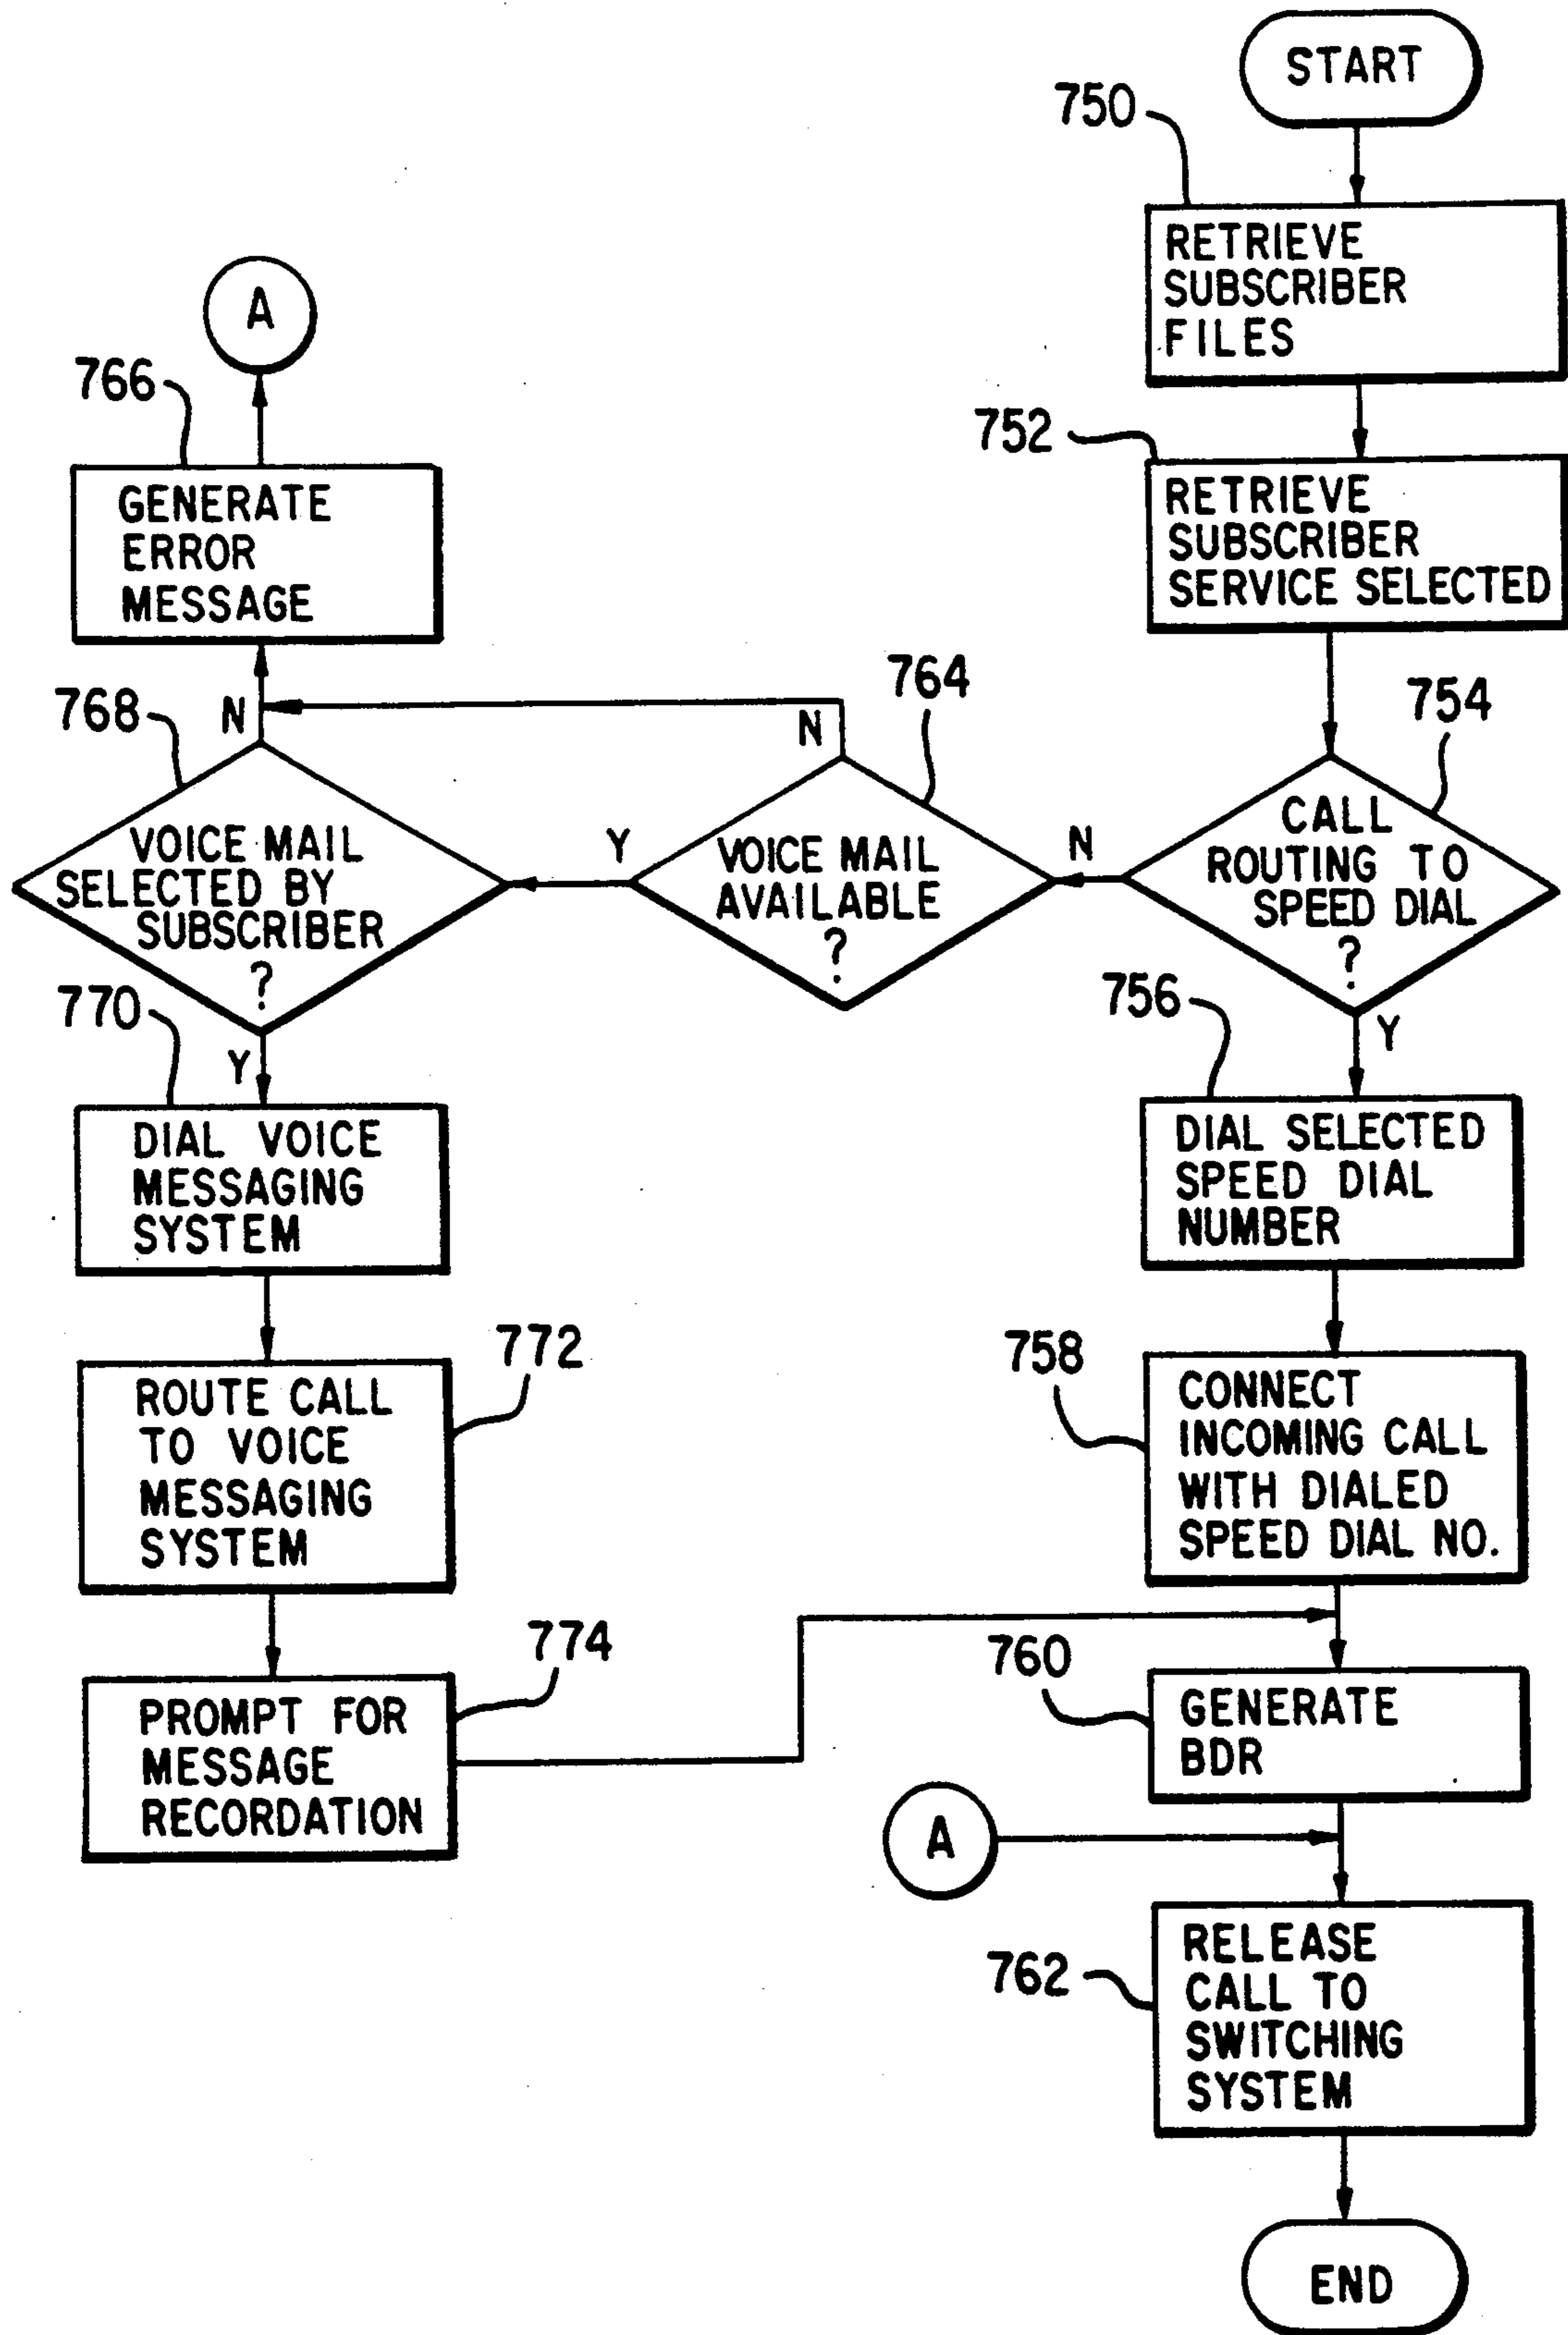 START
750
RETRIEVE
SUBSCRIBER
FILES
752
RETRIEVE
SUBSCRIBER
SERVICE SELECTED
754
CALL
ROUTING TO
SPEED DIAL
?
N
Y
764
VOICE MAIL
AVAILABLE
?
N
Y
768
VOICE MAIL
SELECTED BY
SUBSCRIBER
?
N
Y
766
GENERATE
ERROR
MESSAGE
A
770
DIAL VOICE
MESSAGING
SYSTEM
772
ROUTE CALL
TO VOICE
MESSAGING
SYSTEM
774
PROMPT FOR
MESSAGE
RECORDATION
756
DIAL SELECTED
SPEED DIAL
NUMBER
758
CONNECT
INCOMING CALL
WITH DIALED
SPEED DIAL NO.
760
GENERATE
BDR
A
762
RELEASE
CALL TO
SWITCHING
SYSTEM
END